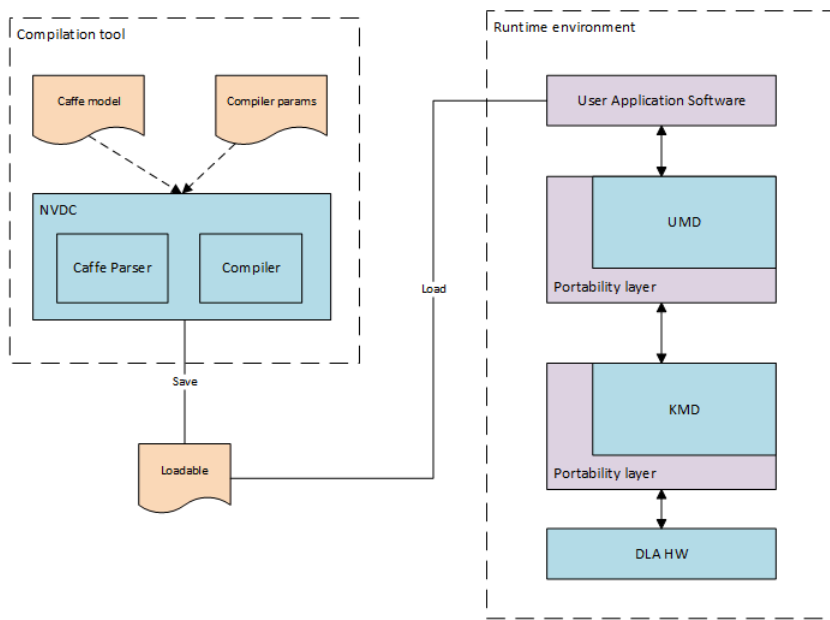 Compilation tool
Caffe model
Compiler params
NVDC
Caffe Parser
Compiler
Save
Loadable
Load
Runtime environment
User Application Software
UMD
Portability layer
KMD
Portability layer
DLA HW